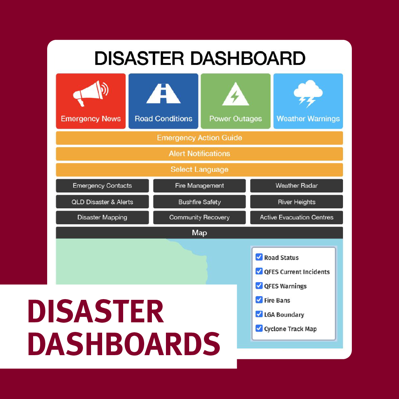 DISASTER DASHBOARD
Emergency News
Road Conditions
Power Outages
Weather Warnings
Emergency Action Guide
Alert Notifications
Select Language
Emergency Contacts
Fire Management
Weather Radar
QLD Disaster & Alerts
Bushfire Safety
River Heights
Disaster Mapping
Community Recovery
Active Evacuation Centres
Map
Road Status
QFES Current Incidents
QFES Warnings
Fire Bans
LGA Boundary
Cyclone Track Map
DISASTER
DASHBOARDS